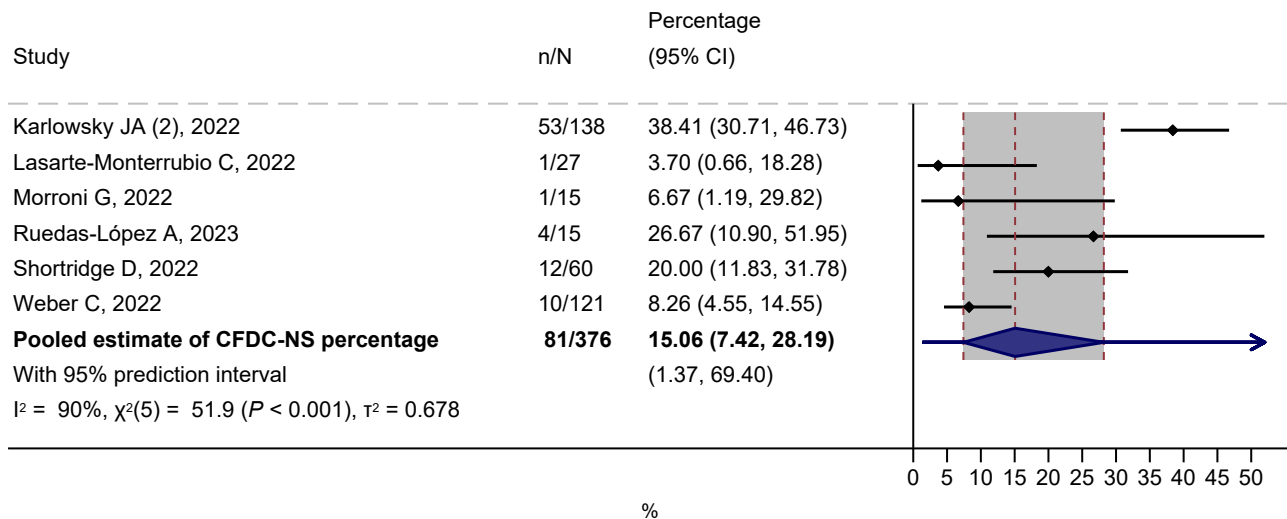 Percentage
Study n/N (95% CI)
Karlowsky JA (2), 2022 53/138 38.41 (30.71, 46.73)
Lasarte-Monterrubio C, 2022 1/27 3.70 (0.66, 18.28)
Morroni G, 2022 1/15 6.67 (1.19, 29.82)
Ruedas-López A, 2023 4/15 26.67 (10.90, 51.95)
Shortridge D, 2022 12/60 20.00 (11.83, 31.78)
Weber C, 2022 10/121 8.26 (4.55, 14.55)
Pooled estimate of CFDC-NS percentage 81/376 15.06 (7.42, 28.19)
With 95% prediction interval (1.37, 69.40)
I² = 90%, χ²(5) = 51.9 (P < 0.001), τ² = 0.678
0 5 10 15 20 25 30 35 40 45 50
%